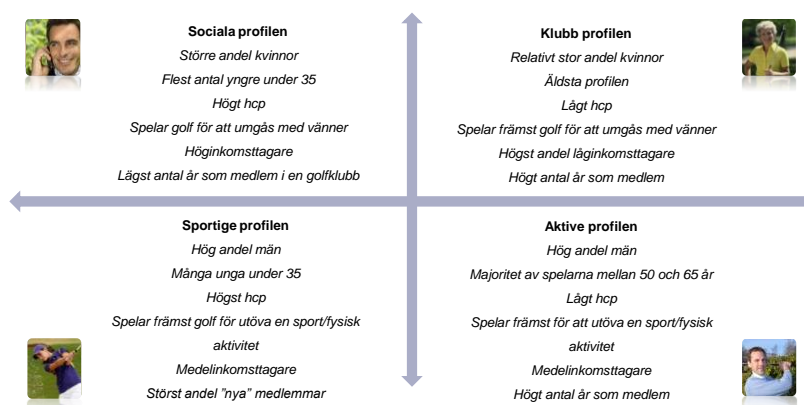 Sociala profilen
Större andel kvinnor
Flest antal yngre under 35
Högt hcp
Spelar golf för att umgås med vänner
Höginkomsttagare
Lägst antal år som medlem i en golfklubb
Klubb profilen
Relativt stor andel kvinnor
Äldsta profilen
Lågt hcp
Spelar främst golf för att umgås med vänner
Högst andel låginkomsttagare
Högt antal år som medlem
Sportige profilen
Hög andel män
Många unga under 35
Högst hcp
Spelar främst golf för utöva en sport/fysisk
aktivitet
Medelinkomsttagare
Störst andel ”nya” medlemmar
Aktive profilen
Hög andel män
Majoritet av spelarna mellan 50 och 65 år
Lågt hcp
Spelar främst för att utöva en sport/fysisk
aktivitet
Medelinkomsttagare
Högt antal år som medlem